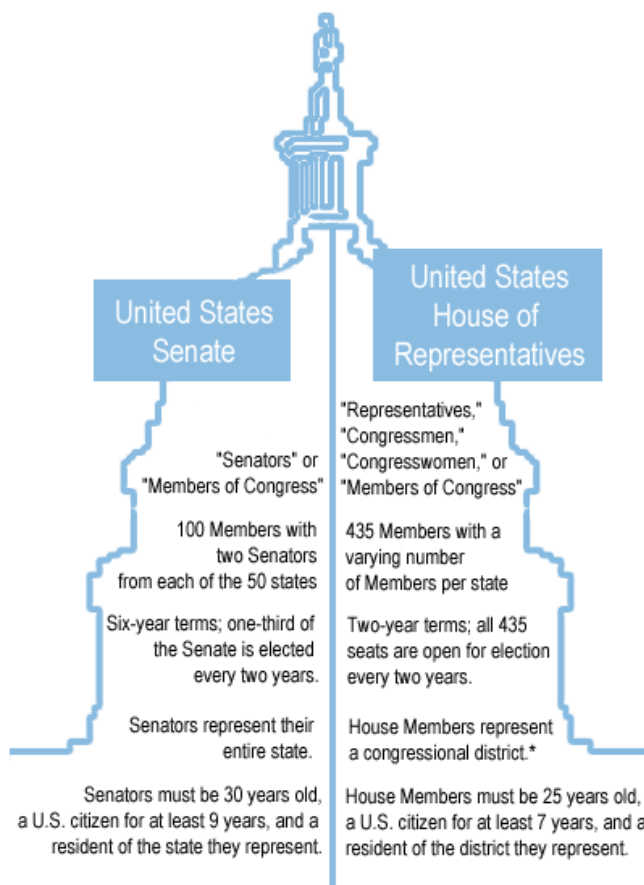 United States
Senate
United States
House of
Representatives
"Senators" or
"Members of Congress"
"Representatives,"
"Congressmen,"
"Congresswomen," or
"Members of Congress"
100 Members with
two Senators
from each of the 50 states
435 Members with a
varying number
of Members per state
Six-year terms; one-third of
the Senate is elected
every two years.
Two-year terms; all 435
seats are open for election
every two years.
Senators represent their
entire state.
House Members represent
a congressional district.*
Senators must be 30 years old,
a U.S. citizen for at least 9 years, and a
resident of the state they represent.
House Members must be 25 years old,
a U.S. citizen for at least 7 years, and a
resident of the district they represent.